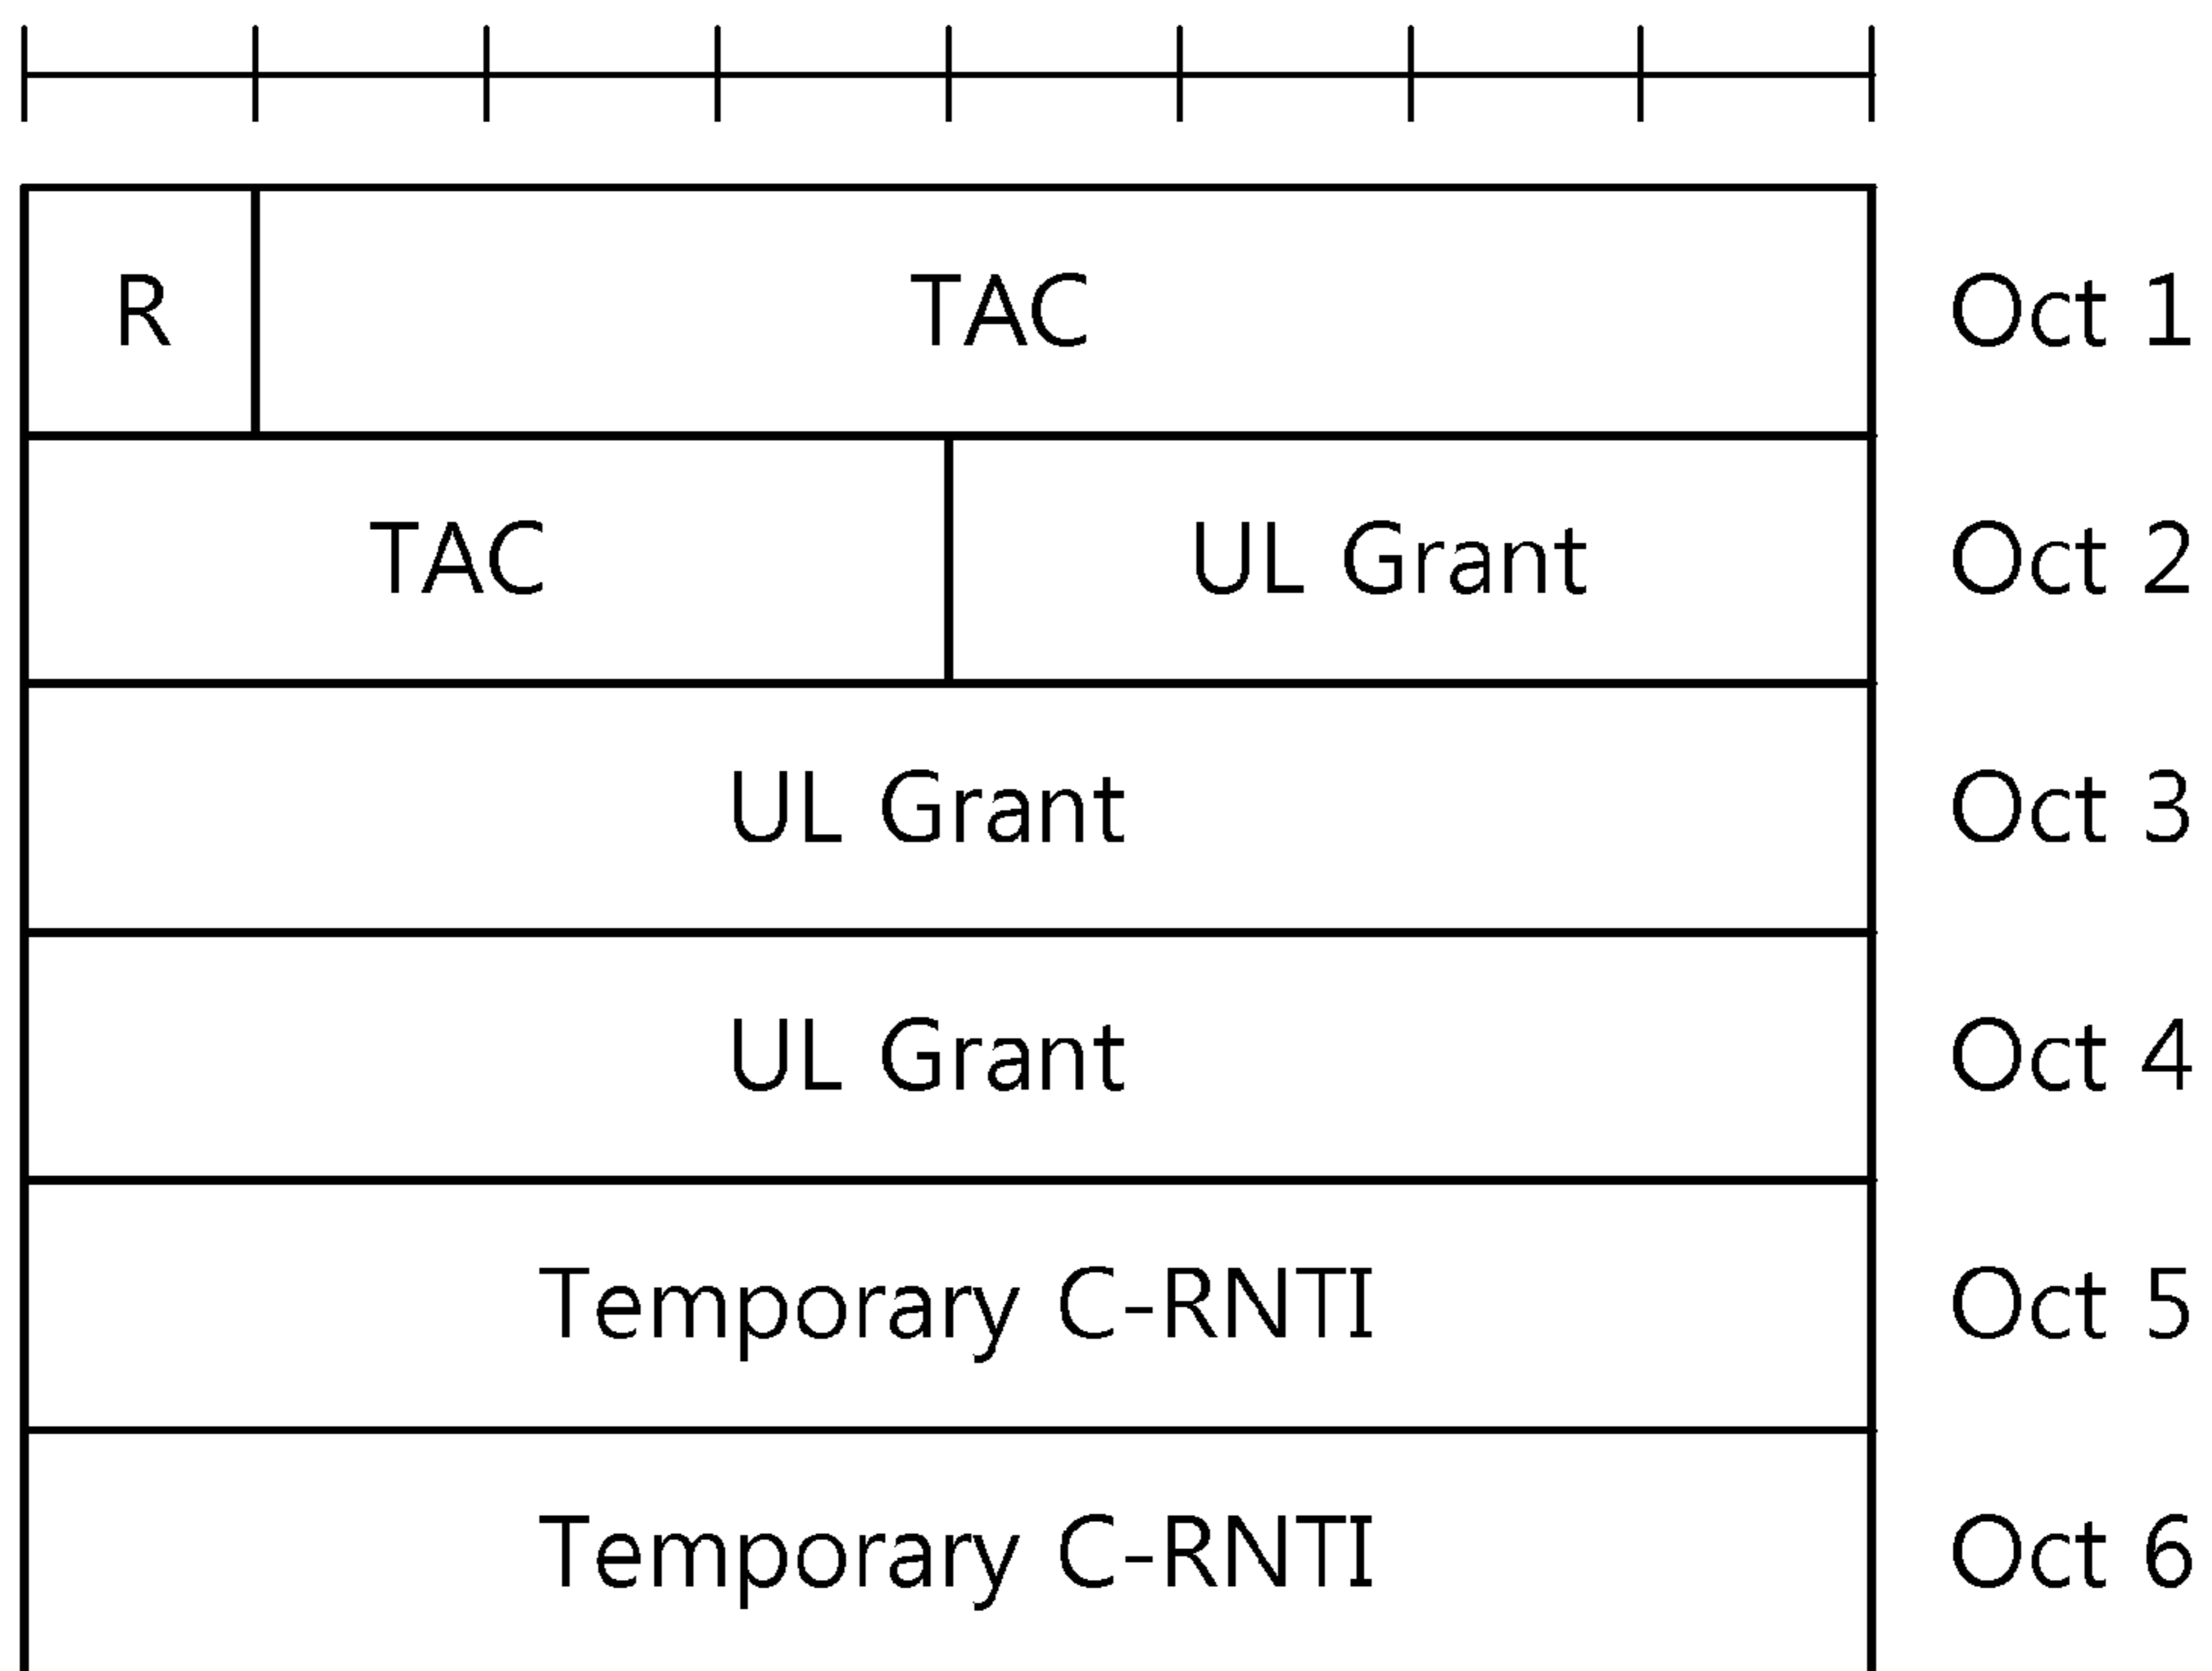 R TAC Oct 1
TAC UL Grant Oct 2
UL Grant Oct 3
UL Grant Oct 4
Temporary C-RNTI Oct 5
Temporary C-RNTI Oct 6